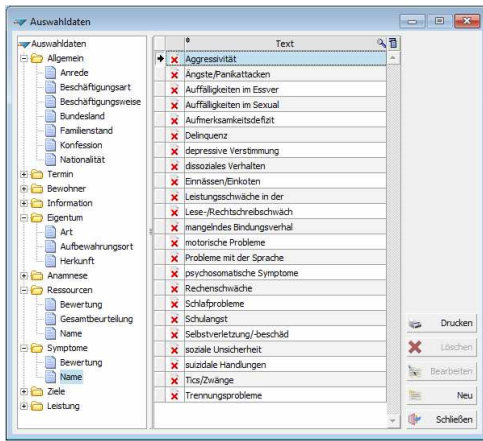 Auswahldaten
Auswahldaten
Allgemein
Anrede
Beschäftigungsart
Beschäftigungsweise
Bundesland
Familienstand
Konfession
Nationalität
Termin
Bewohner
Information
Eigentum
Art
Aufbewahrungsort
Herkunft
Anamnese
Ressourcen
Bewertung
Gesamtbeurteilung
Name
Symptome
Bewertung
Name
Ziele
Leistung
Text
Aggressivität
Ängste/Panikattacken
Auffälligkeiten im Essver
Auffälligkeiten im Sexual
Aufmerksamkeitsdefizit
Delinquenz
depressive Verstimmung
dissoziales Verhalten
Einnässen/Einkoten
Leistungsschwäche in der
Lese-/Rechtschreibschwäch
mangelndes Bindungsverhal
motorische Probleme
Probleme mit der Sprache
psychosomatische Symptome
Rechenschwäche
Schlafprobleme
Schulangst
Selbstverletzung/-beschäd
soziale Unsicherheit
suizidale Handlungen
Tics/Zwänge
Trennungsprobleme
Drucken
Löschen
Bearbeiten
Neu
Schließen